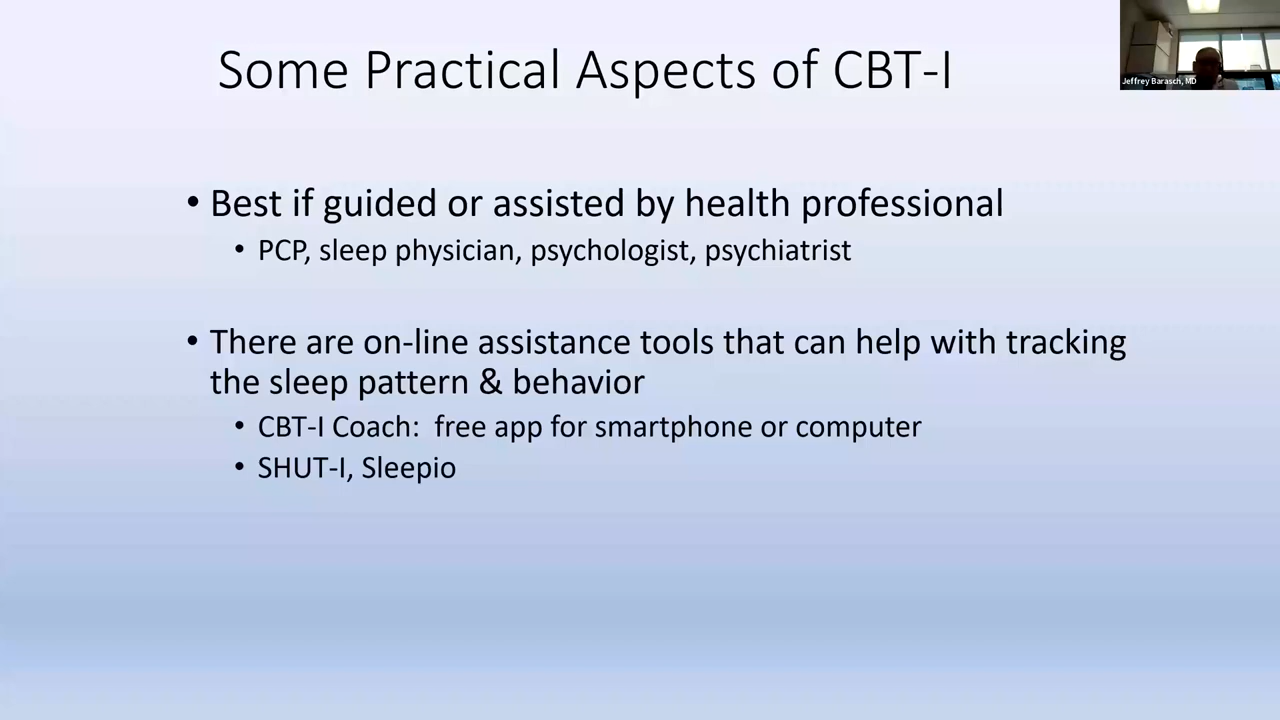 Some Practical Aspects of CBT-I
Jeffrey Barasch, MD
• Best if guided or assisted by health professional
• PCP, sleep physician, psychologist, psychiatrist
• There are on-line assistance tools that can help with tracking
the sleep pattern & behavior
• CBT-I Coach:  free app for smartphone or computer
• SHUT-I, Sleepio